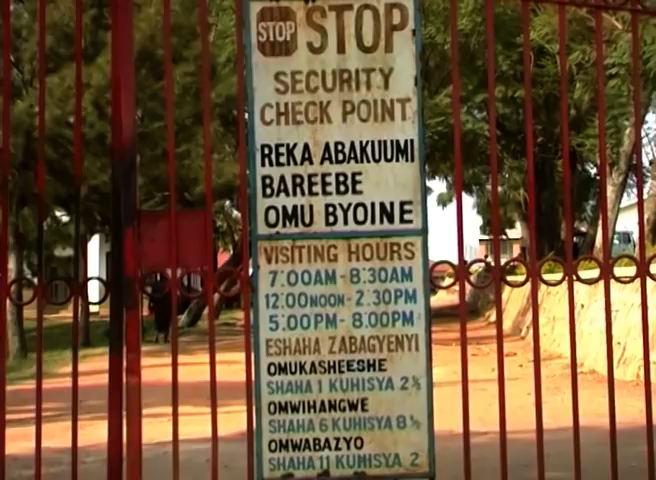 STOP STOP
SECURITY
CHECK POINT
REKA ABAKUUMI
BAREEBE
OMU BYOINE
VISITING HOURS
7:00AM - 8:30AM
12:00NOON - 2:30PM
5:00PM - 8:00PM
ESHAHA ZABAGYENYI
OMUKASHEESHE
SHAHA 1 KUHISYA 2½
OMWIHANGWE
SHAHA 6 KUHISYA 8½
OMWABAZYO
SHAHA 11 KUHISYA 2